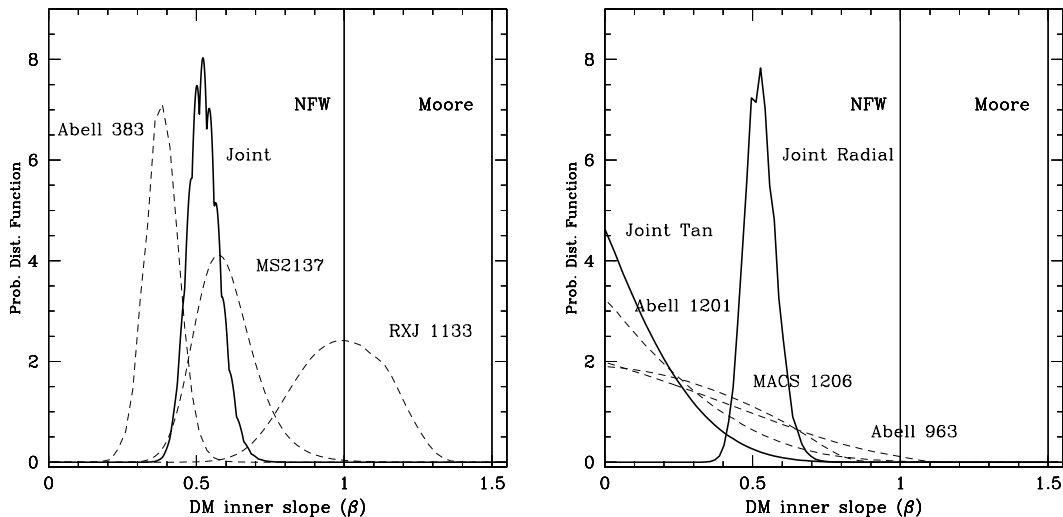 8
6
4
2
0
Prob. Dist. Function
NFW
Moore
Abell 383
Joint
MS2137
RXJ 1133
0
0.5
1
1.5
DM inner slope (β)
8
6
4
2
0
Prob. Dist. Function
NFW
Moore
Joint Radial
Joint Tan
Abell 1201
MACS 1206
Abell 963
0
0.5
1
1.5
DM inner slope (β)